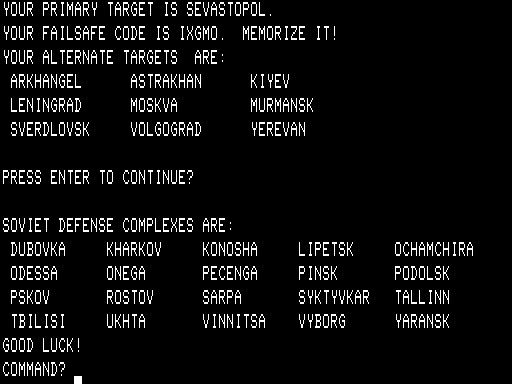 YOUR PRIMARY TARGET IS SEVASTOPOL.
YOUR FAILSAFE CODE IS IXGMO.  MEMORIZE IT!
YOUR ALTERNATE TARGETS  ARE:
ARKHANGEL      ASTRAKHAN      KIYEV
LENINGRAD      MOSKVA         MURMANSK
SVERDLOVSK     VOLGOGRAD      YEREVAN
PRESS ENTER TO CONTINUE?
SOVIET DEFENSE COMPLEXES ARE:
DUBOVKA     KHARKOV     KONOSHA     LIPETSK     OCHAMCHIRA
ODESSA      ONEGA       PECENGA     PINSK       PODOLSK
PSKOV       ROSTOV      SARPA       SYKTYVKAR   TALLINN
TBILISI     UKHTA       VINNITSA    VYBORG      YARANSK
GOOD LUCK!
COMMAND?